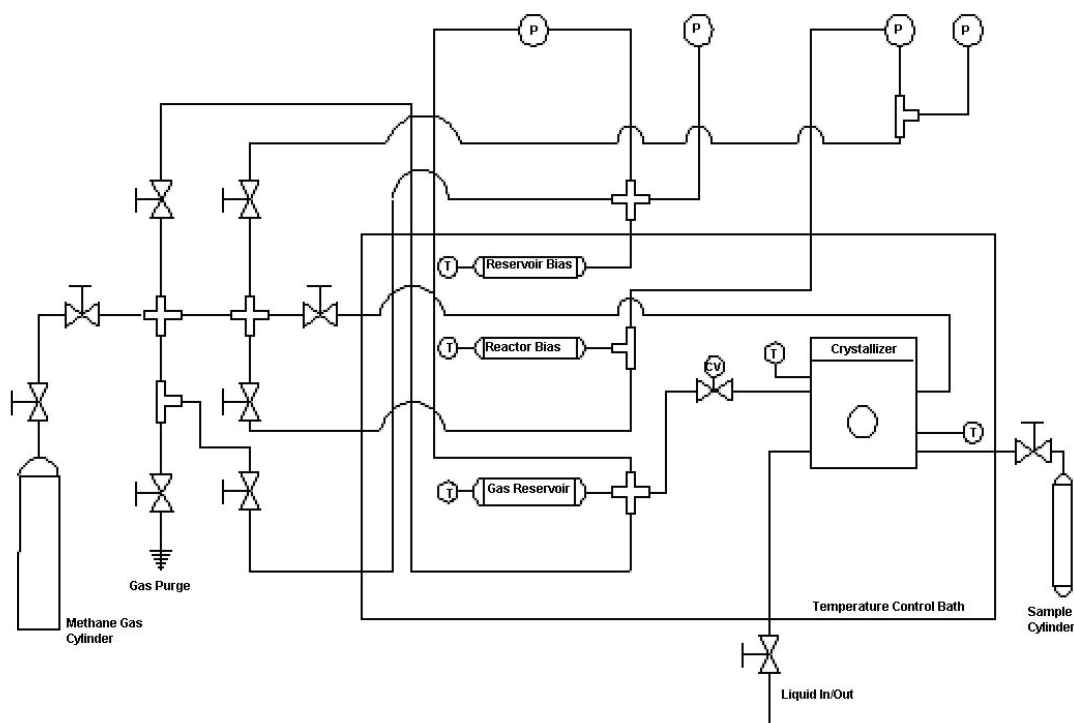 P
P
P
P
T
Reservoir Bias
T
Reactor Bias
CV
T
Crystallizer
T
T
Gas Reservoir
Gas Purge
Methane Gas
Cylinder
Temperature Control Bath
Sample
Cylinder
Liquid In/Out